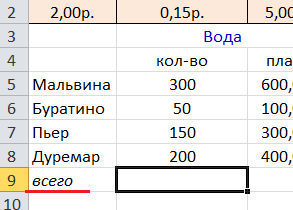 2 2,00р. 0,15р. 5,00
3 Вода
4 кол-во пла
5 Мальвина 300 600,
6 Буратино 50 100,
7 Пьер 150 300,
8 Дуремар 200 400,
9 всего
10